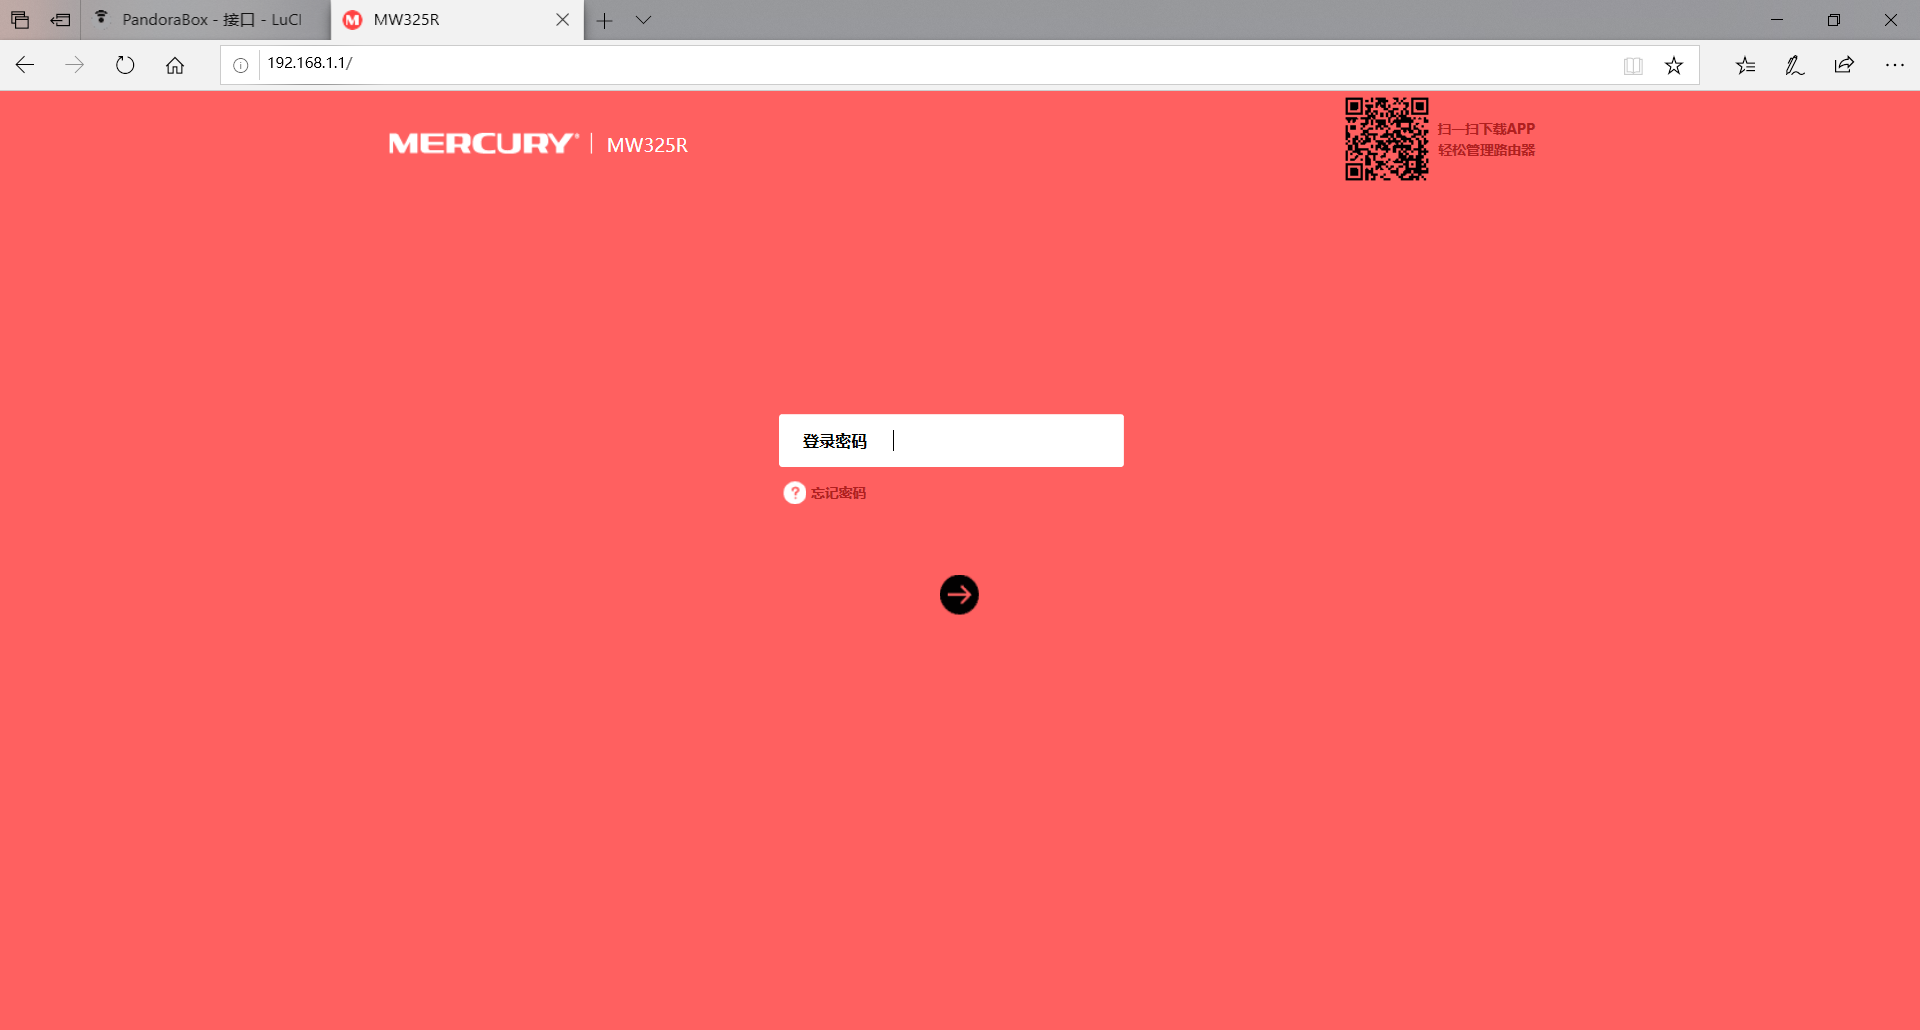 PandoraBox - 接口 - LuCI
MW325R
192.168.1.1/
MERCURY® MW325R
扫一扫下载APP
轻松管理路由器
登录密码
? 忘记密码